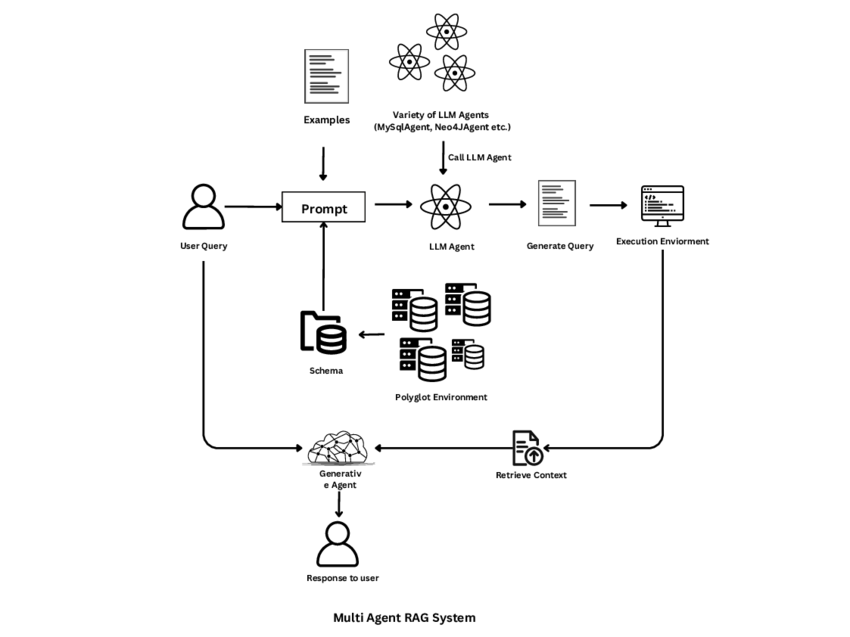 Examples
Variety of LLM Agents
(MySqlAgent, Neo4JAgent etc.)
Call LLM Agent
Prompt
User Query
LLM Agent
Generate Query
Execution Enviorment
Schema
Polyglot Environment
Generativ
e Agent
Retrieve Context
Response to user
Multi Agent RAG System